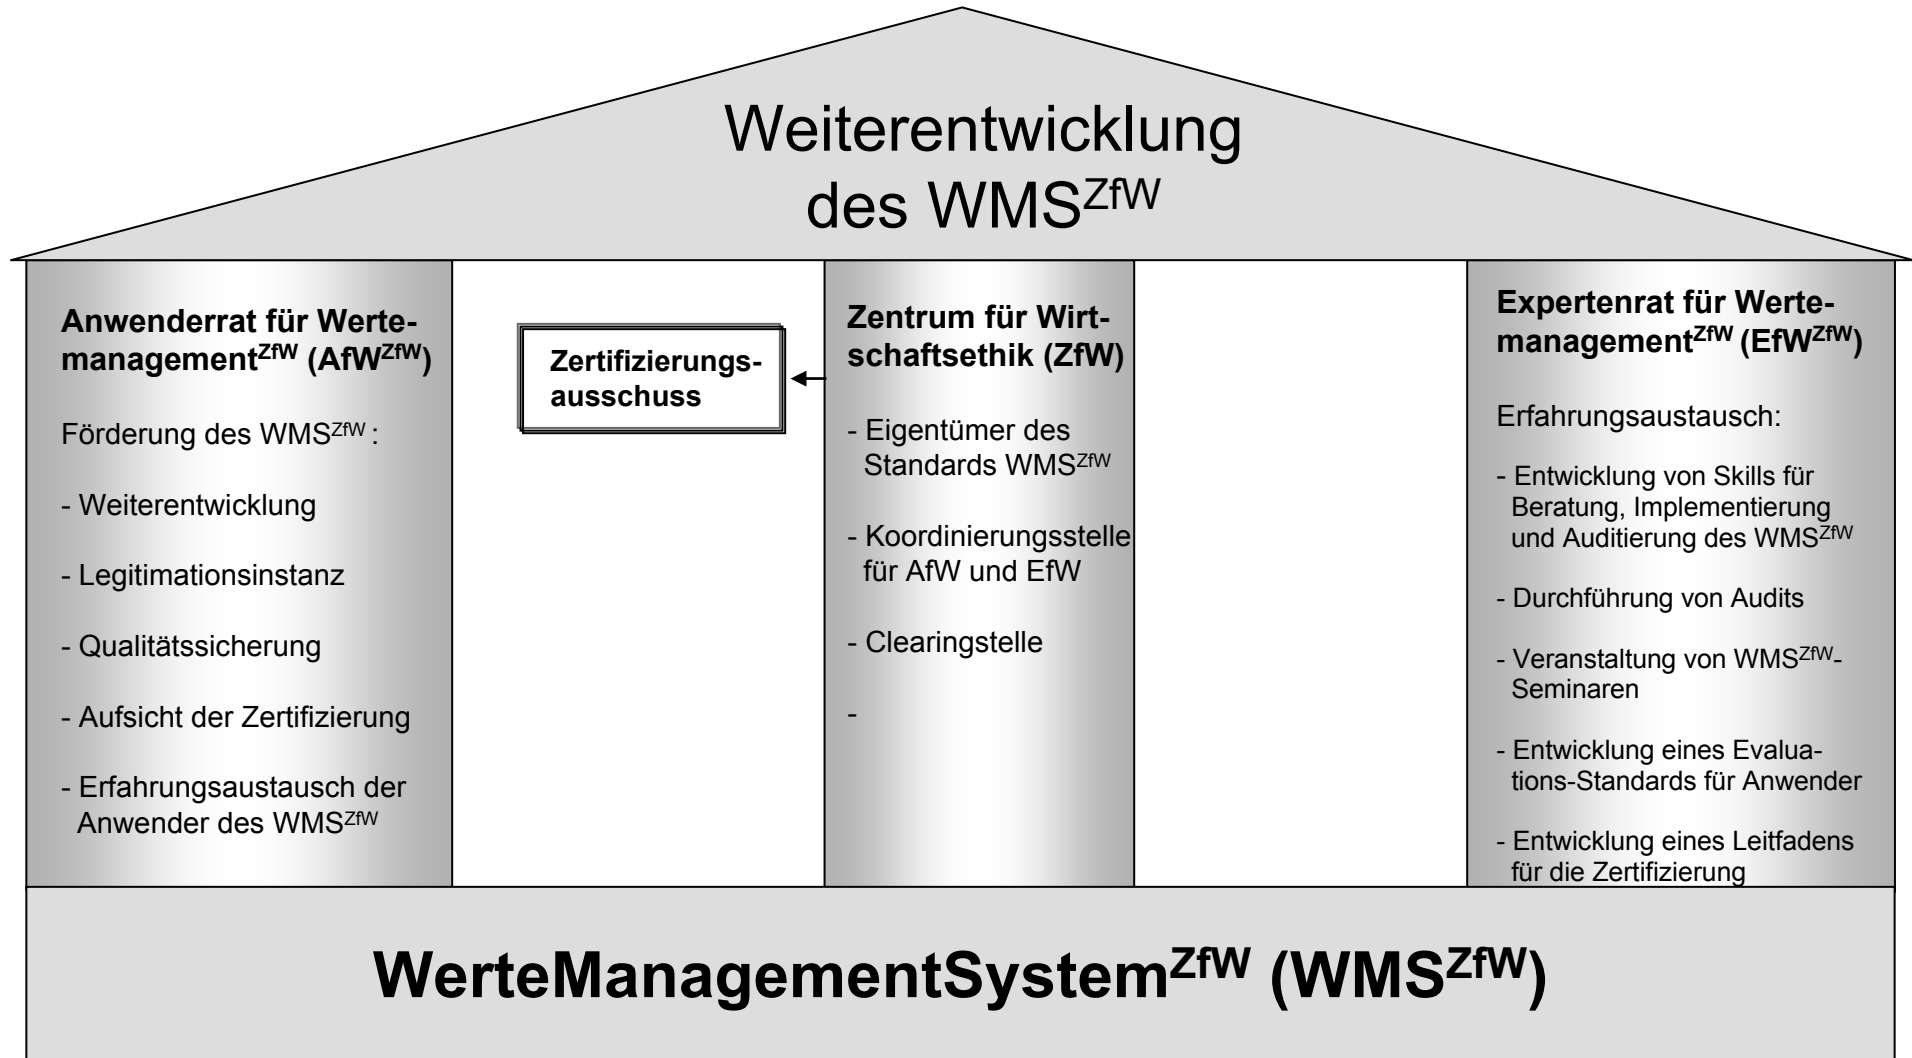 Weiterentwicklung
des WMSZfW
Anwenderrat für Werte-
managementZfW (AfWZfW)
Förderung des WMSZfW :
- Weiterentwicklung
- Legitimationsinstanz
- Qualitätssicherung
- Aufsicht der Zertifizierung
- Erfahrungsaustausch der
Anwender des WMSZfW
Zertifizierungs-
ausschuss
Zentrum für Wirt-
schaftsethik (ZfW)
- Eigentümer des
Standards WMSZfW
- Koordinierungsstelle
für AfW und EfW
- Clearingstelle
-
Expertenrat für Werte-
managementZfW (EfWZfW)
Erfahrungsaustausch:
- Entwicklung von Skills für
Beratung, Implementierung
und Auditierung des WMSZfW
- Durchführung von Audits
- Veranstaltung von WMSZfW-
Seminaren
- Entwicklung eines Evalua-
tions-Standards für Anwender
- Entwicklung eines Leitfadens
für die Zertifizierung
WerteManagementSystemZfW (WMSZfW)